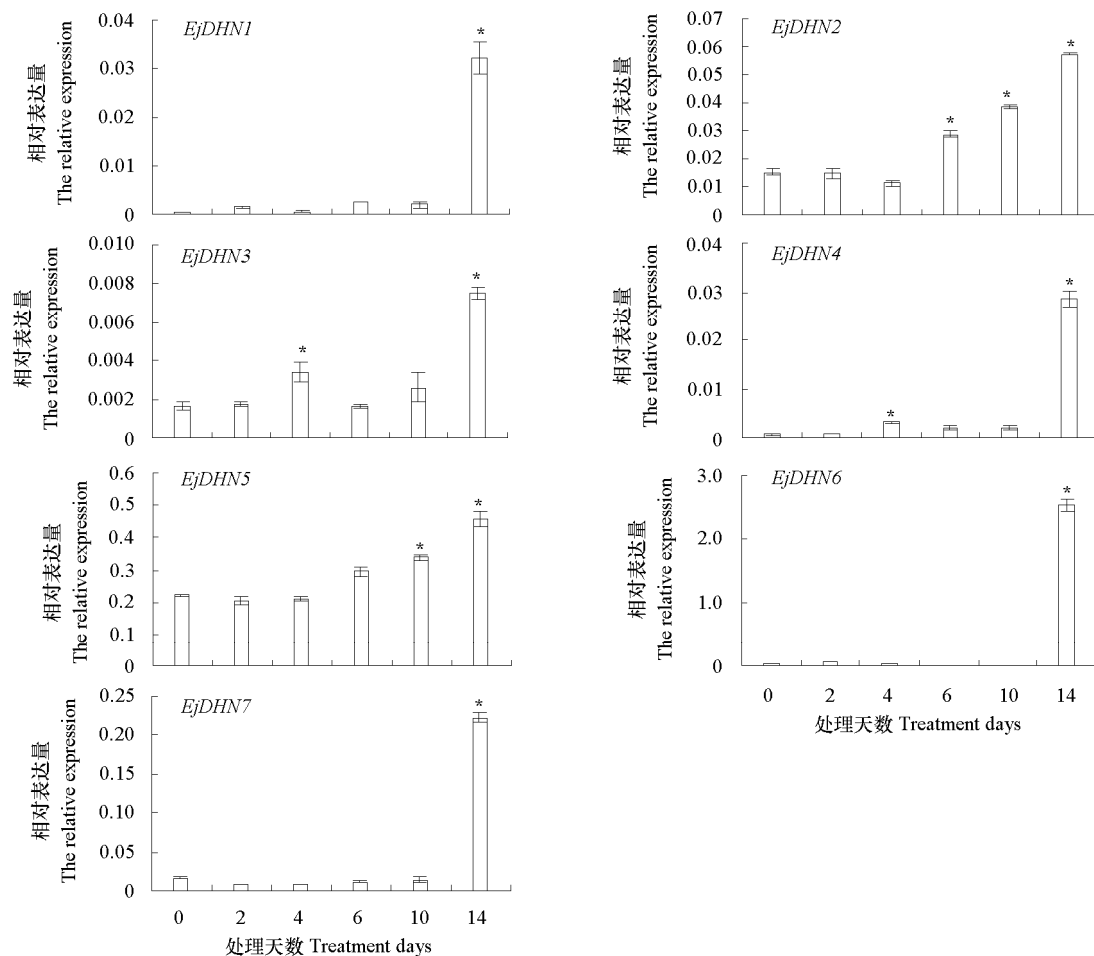 EjDHN1
0.04
0.03
0.02
0.01
0
*
相对表达量
The relative expression
EjDHN2
0.07
0.06
0.05
0.04
0.03
0.02
0.01
0
* * *
相对表达量
The relative expression
EjDHN3
0.010
0.008
0.006
0.004
0.002
0
* *
相对表达量
The relative expression
EjDHN4
0.04
0.03
0.02
0.01
0
* *
相对表达量
The relative expression
EjDHN5
0.6
0.5
0.4
0.3
0.2
0.1
0
* *
相对表达量
The relative expression
EjDHN6
3.0
2.0
1.0
0
*
相对表达量
The relative expression
0 2 4 6 10 14
处理天数 Treatment days
EjDHN7
0.25
0.20
0.15
0.10
0.05
0
*
相对表达量
The relative expression
0 2 4 6 10 14
处理天数 Treatment days